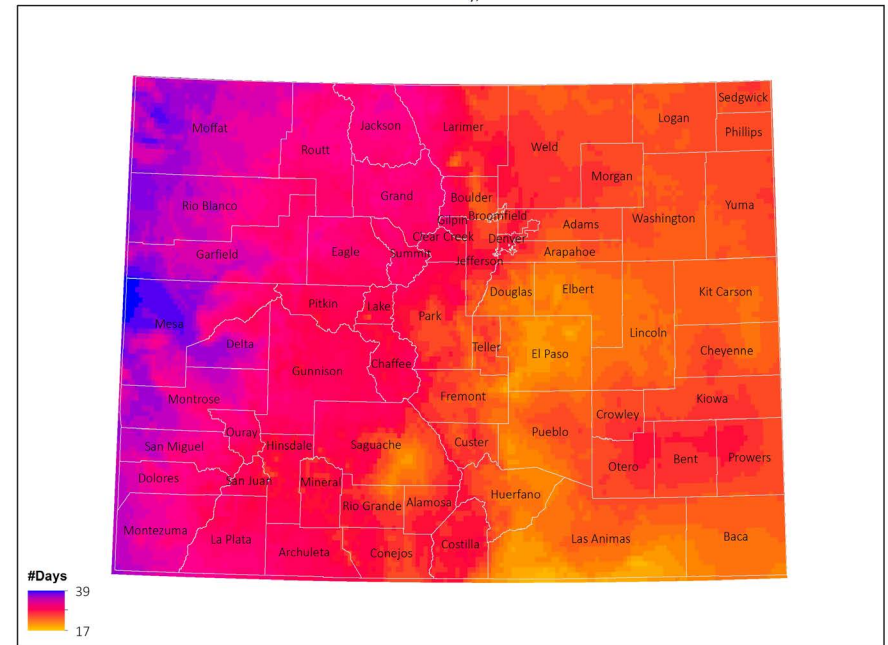 Sedgwick
Logan
Jackson
Larimer
Moffat
Phillips
Weld
Routt
Morgan
Grand
Boulder
Rio Blanco
Yuma
Washington
Gilpin
Broomfield
Adams
Clear Creek
Denver
Garfield
Eagle
Summit
Arapahoe
Jefferson
Elbert
Douglas
Kit Carson
Pitkin
Lake
Park
Mesa
Lincoln
Delta
Teller
El Paso
Cheyenne
Gunnison
Chaffee
Montrose
Fremont
Kiowa
Crowley
Ouray
Pueblo
San Miguel
Hinsdale
Saguache
Custer
Bent
Prowers
Otero
Dolores
San Juan
Mineral
Huerfano
Rio Grande
Alamosa
Montezuma
La Plata
Las Animas
Baca
Costilla
Archuleta
Conejos
#Days
39
17